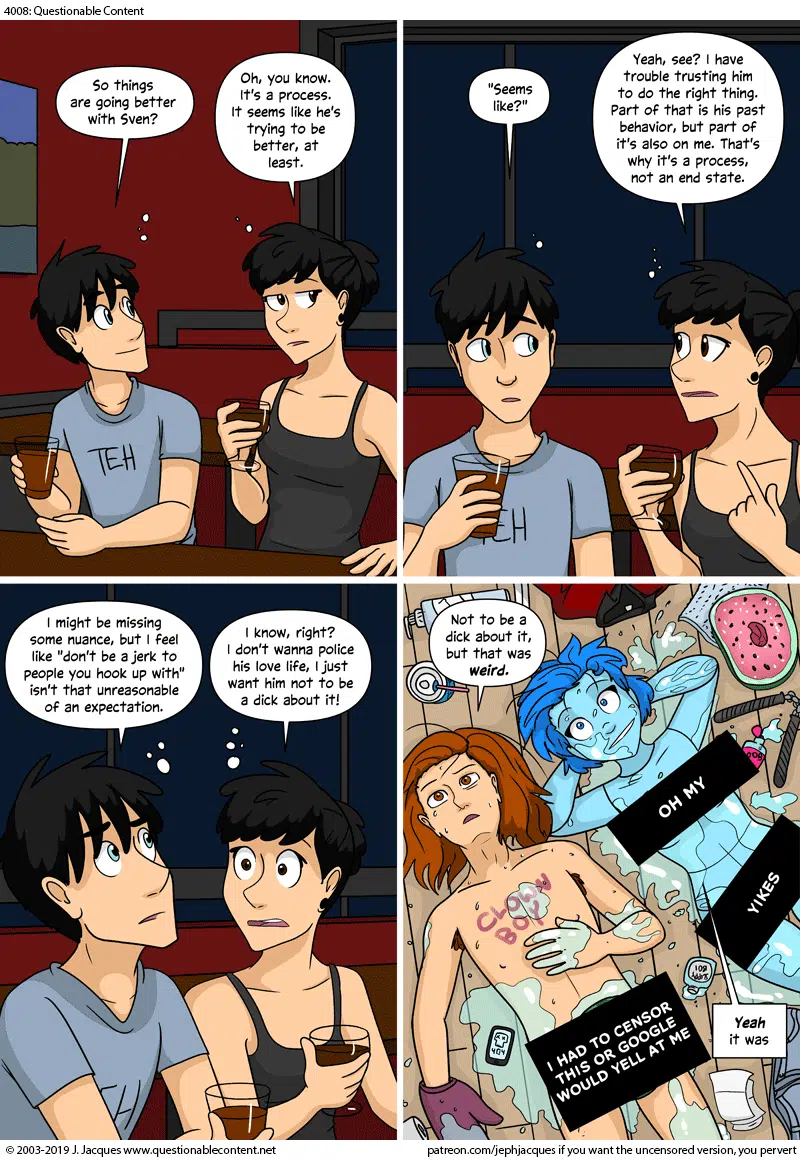 4008: Questionable Content
So things
are going better
with Sven?
Oh, you know.
It's a process.
It seems like he's
trying to be
better, at
least.
TEH
"Seems
like?"
Yeah, see? I have
trouble trusting him
to do the right thing.
Part of that is his past
behavior, but part of
it's also on me. That's
why it's a process,
not an end state.
TEH
I might be missing
some nuance, but I feel
like "don't be a jerk to
people you hook up with"
isn't that unreasonable
of an expectation.
I know, right?
I don't wanna police
his love life, I just
want him not to be
a dick about it!
Not to be a
dick about it,
but that was
weird.
OH MY
YIKES
CLOWN
BOY
404
I HAD TO CENSOR
THIS OR GOOGLE
WOULD YELL AT ME
Yeah
it was
© 2003-2019 J. Jacques www.questionablecontent.net
patreon.com/jephjacques if you want the uncensored version, you pervert